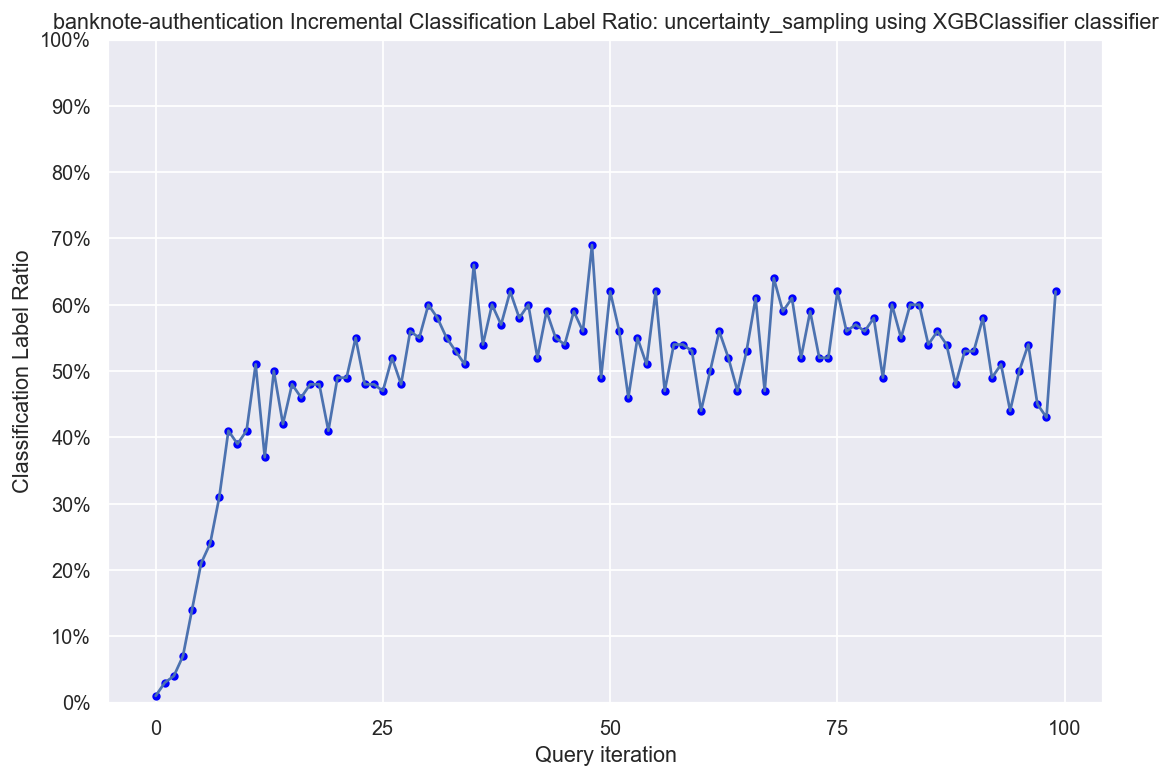 banknote-authentication Incremental Classification Label Ratio: uncertainty_sampling using XGBClassifier classifier
100%
90%
80%
70%
60%
50%
40%
30%
20%
10%
0%
Classification Label Ratio
0 25 50 75 100
Query iteration